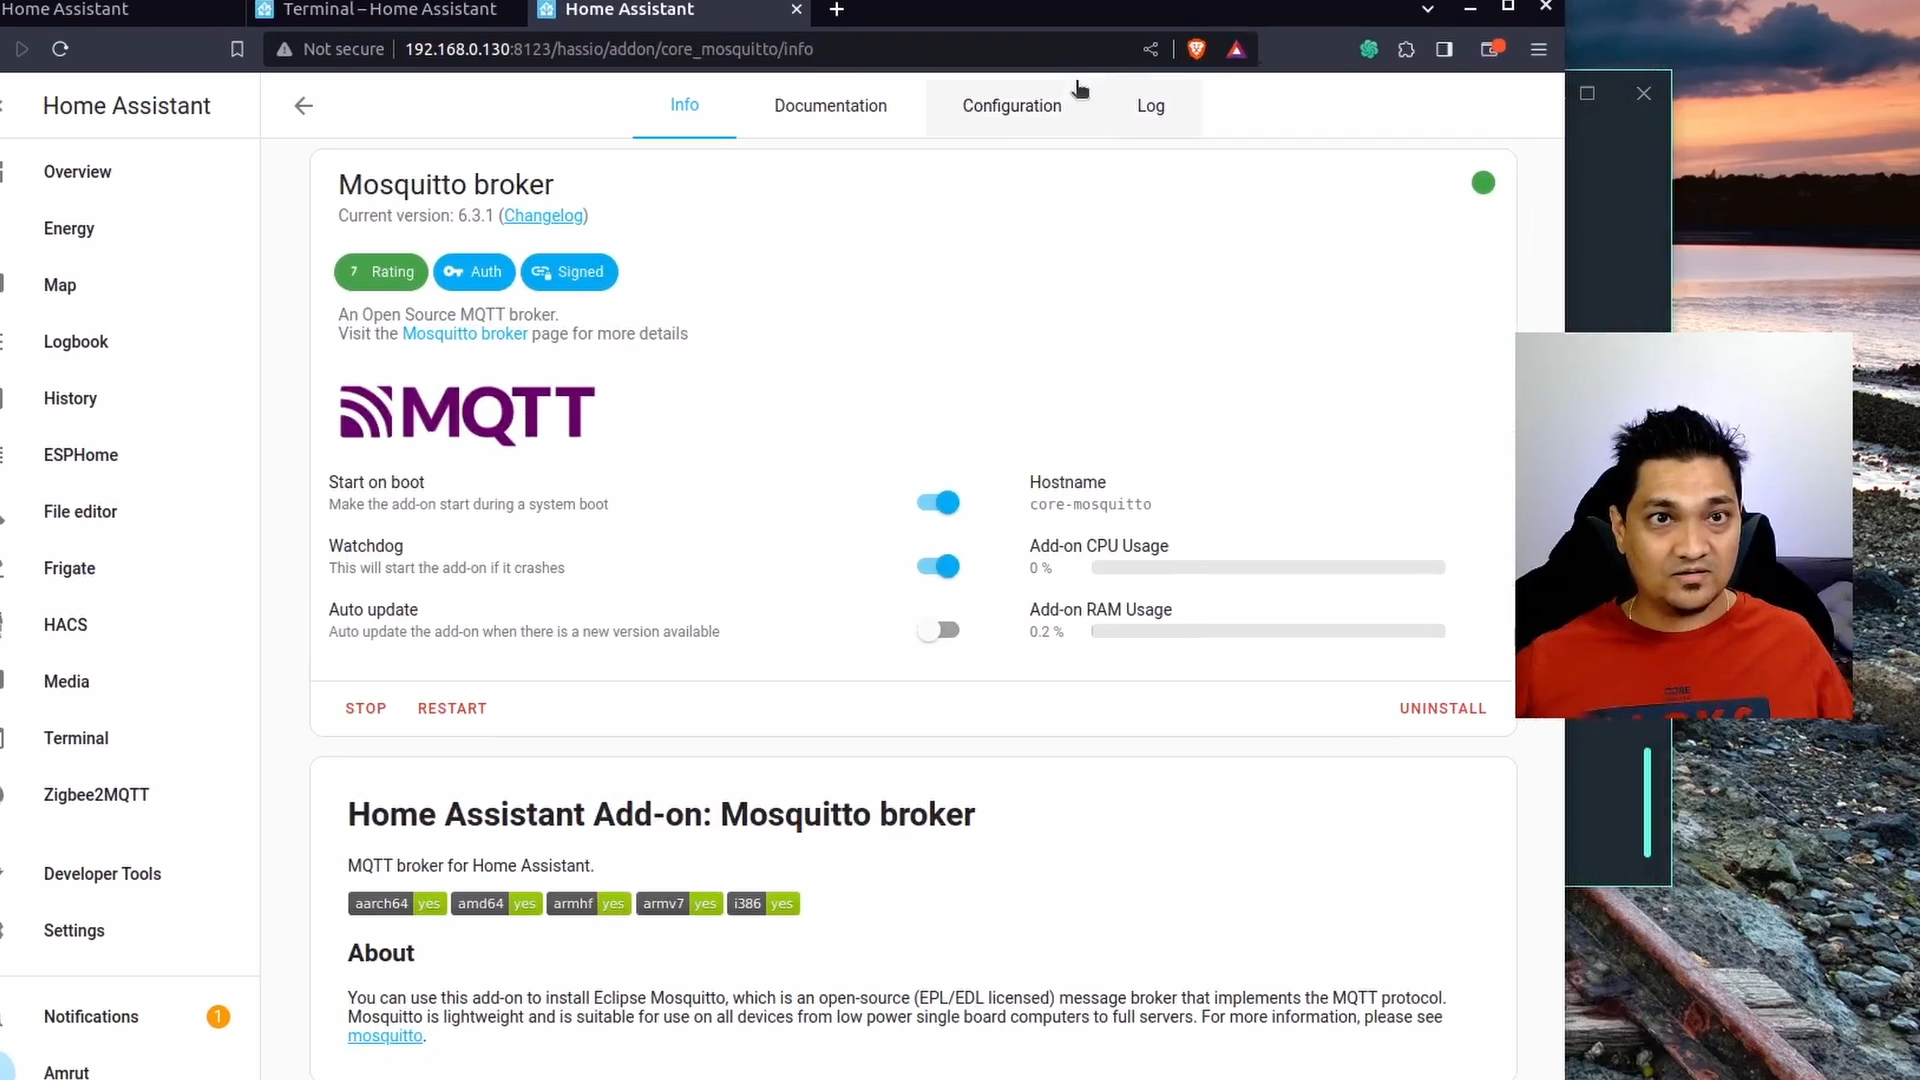 Home Assistant
Terminal – Home Assistant
Home Assistant
Not secure
192.168.0.130:8123/hassio/addon/core_mosquitto/info
Home Assistant
Info
Documentation
Configuration
Log
Overview
Energy
Map
Logbook
History
ESPHome
File editor
Frigate
HACS
Media
Terminal
Zigbee2MQTT
Developer Tools
Settings
Notifications
1
Amrut
Mosquitto broker
Current version: 6.3.1 (Changelog)
7 Rating
Auth
Signed
An Open Source MQTT broker.
Visit the Mosquitto broker page for more details
MQTT
Start on boot
Make the add-on start during a system boot
Watchdog
This will start the add-on if it crashes
Auto update
Auto update the add-on when there is a new version available
Hostname
core-mosquitto
Add-on CPU Usage
0 %
Add-on RAM Usage
0.2 %
STOP
RESTART
UNINSTALL
Home Assistant Add-on: Mosquitto broker
MQTT broker for Home Assistant.
aarch64 yes
amd64 yes
armhf yes
armv7 yes
i386 yes
About
You can use this add-on to install Eclipse Mosquitto, which is an open-source (EPL/EDL licensed) message broker that implements the MQTT protocol.
Mosquitto is lightweight and is suitable for use on all devices from low power single board computers to full servers. For more information, please see
mosquitto.
CORE